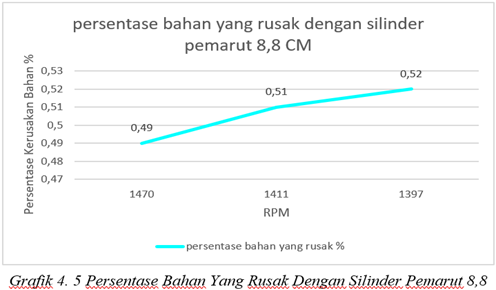 persentase bahan yang rusak dengan silinder
pemarut 8,8 CM
Persentase Kerusakan Bahan %
0,53
0,52
0,51
0,5
0,49
0,48
0,47
0,49
0,51
0,52
1470
1411
1397
RPM
persentase bahan yang rusak %
Grafik 4. 5 Persentase Bahan Yang Rusak Dengan Silinder Pemarut 8,8